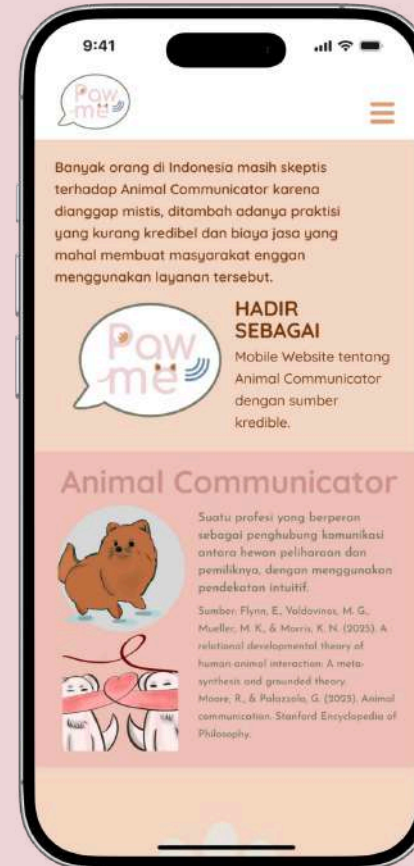 9:41
Paw
me
Banyak orang di Indonesia masih skeptis
terhadap Animal Communicator karena
dianggap mistis, ditambah adanya praktisi
yang kurang kredibel dan biaya jasa yang
mahal membuat masyarakat enggan
menggunakan layanan tersebut.
Paw
me
HADIR
SEBAGAI
Mobile Website tentang
Animal Communicator
dengan sumber
kredible.
Animal Communicator
Suatu profesi yang berperan
sebagai penghubung komunikasi
antara hewan peliharaan dan
pemiliknya, dengan menggunakan
pendekatan intuitif.
Sumber: Flynn, E., Valdovinos, M. G.,
Mueller, M. K., & Morris, K. N. (2025). A
relational developmental theory of
human-animal interaction: A meta-
synthesis and grounded theory.
Moore, R., & Palazzolo, G. (2025). Animal
communication. Stanford Encyclopedia of
Philosophy.